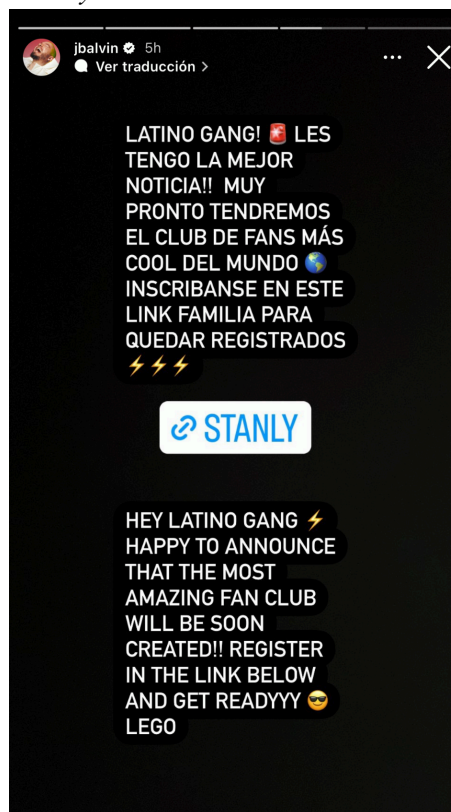 jbalvin 5h
Ver traducción >
LATINO GANG! 🚨 LES
TENGO LA MEJOR
NOTICIA!! MUY
PRONTO TENDREMOS
EL CLUB DE FANS MÁS
COOL DEL MUNDO 🌎
INSCRIBANSE EN ESTE
LINK FAMILIA PARA
QUEDAR REGISTRADOS
⚡⚡⚡
STANLY
HEY LATINO GANG ⚡
HAPPY TO ANNOUNCE
THAT THE MOST
AMAZING FAN CLUB
WILL BE SOON
CREATED!! REGISTER
IN THE LINK BELOW
AND GET READYYY 😎
LEGO